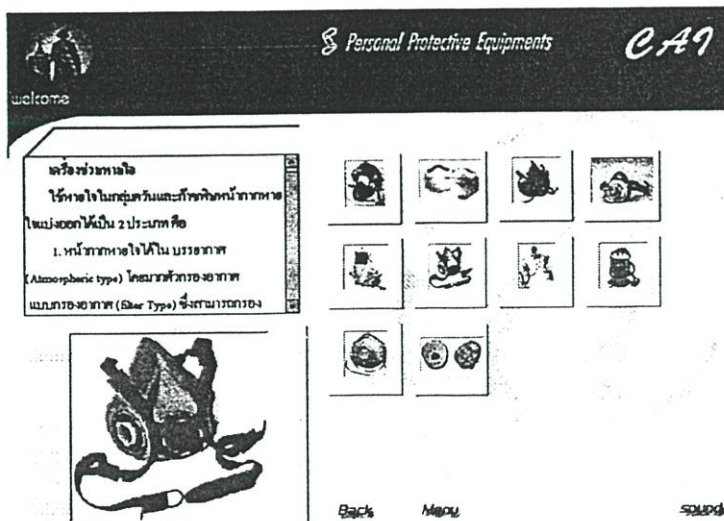 Personal Protective Equipments
CAI
welcome
เครื่องช่วยหายใจ
ใช้หายใจในกลุ่มควันและก๊าซพิษหน้ากากหาย
ใจแบ่งออกได้เป็น 2 ประเภท คือ
1. หน้ากากหายใจได้ใน บรรยากาศ
(Atmospheric type) โดยมากตัวกรองอากาศ
แบบกรองอากาศ (filter Type) ซึ่งสามารถกรอง
Back Menu sound